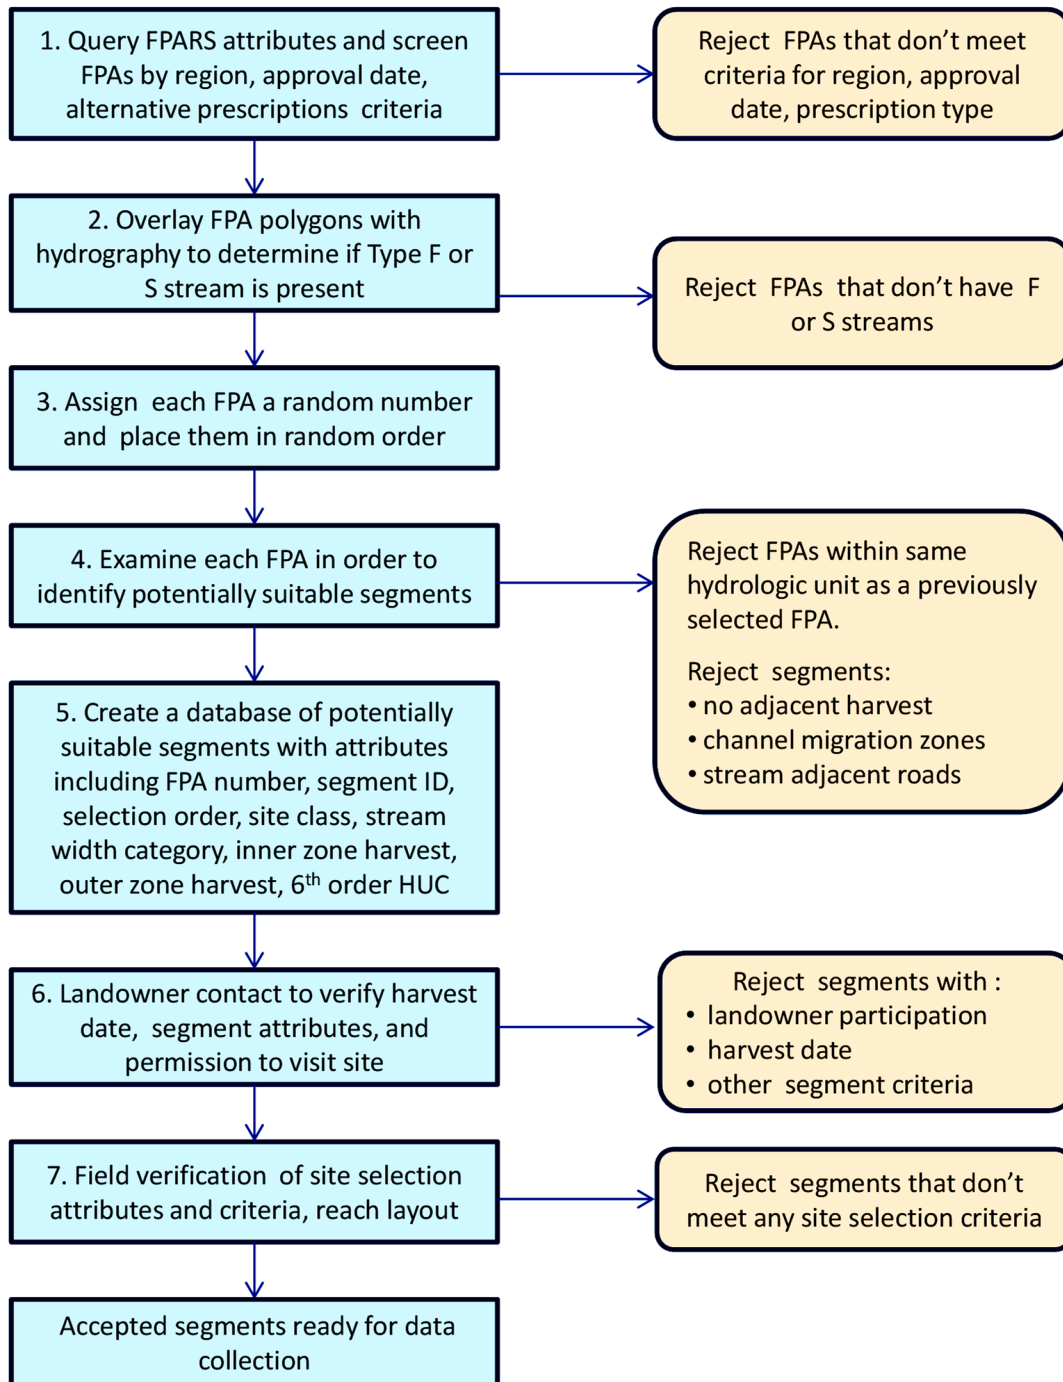 1. Query FPARS attributes and screen
FPAs by region, approval date,
alternative prescriptions criteria
Reject FPAs that don’t meet
criteria for region, approval
date, prescription type
2. Overlay FPA polygons with
hydrography to determine if Type F or
S stream is present
Reject FPAs that don’t have F
or S streams
3. Assign each FPA a random number
and place them in random order
4. Examine each FPA in order to
identify potentially suitable segments
Reject FPAs within same
hydrologic unit as a previously
selected FPA.
Reject segments:
• no adjacent harvest
• channel migration zones
• stream adjacent roads
5. Create a database of potentially
suitable segments with attributes
including FPA number, segment ID,
selection order, site class, stream
width category, inner zone harvest,
outer zone harvest, 6th order HUC
6. Landowner contact to verify harvest
date, segment attributes, and
permission to visit site
Reject segments with :
• landowner participation
• harvest date
• other segment criteria
7. Field verification of site selection
attributes and criteria, reach layout
Reject segments that don’t
meet any site selection criteria
Accepted segments ready for data
collection